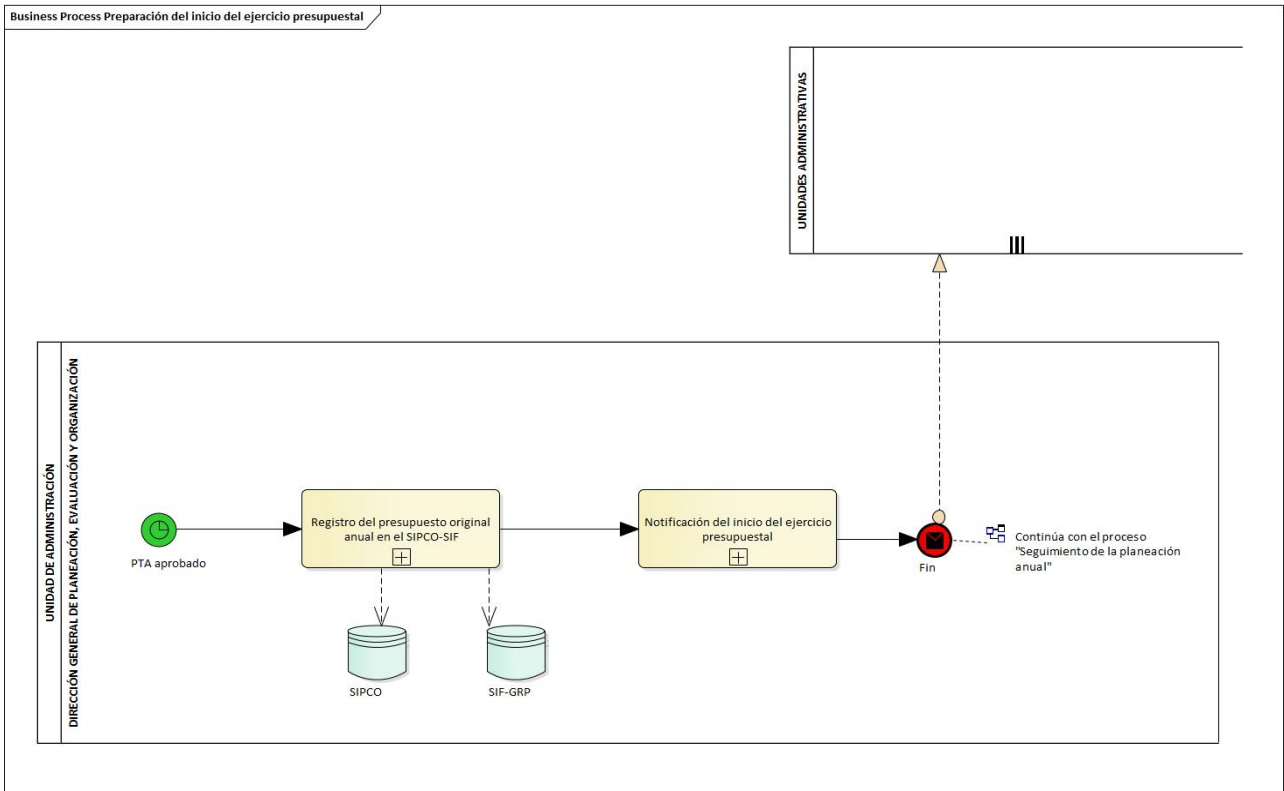 Business Process Preparación del inicio del ejercicio presupuestal
UNIDADES ADMINISTRATIVAS
UNIDAD DE ADMINISTRACIÓN
DIRECCIÓN GENERAL DE PLANEACIÓN, EVALUACIÓN Y ORGANIZACIÓN
PTA aprobado
Registro del presupuesto original
anual en el SIPCO-SIF
SIPCO
SIF-GRP
Notificación del inicio del ejercicio
presupuestal
Fin
Continúa con el proceso
"Seguimiento de la planeación
anual"